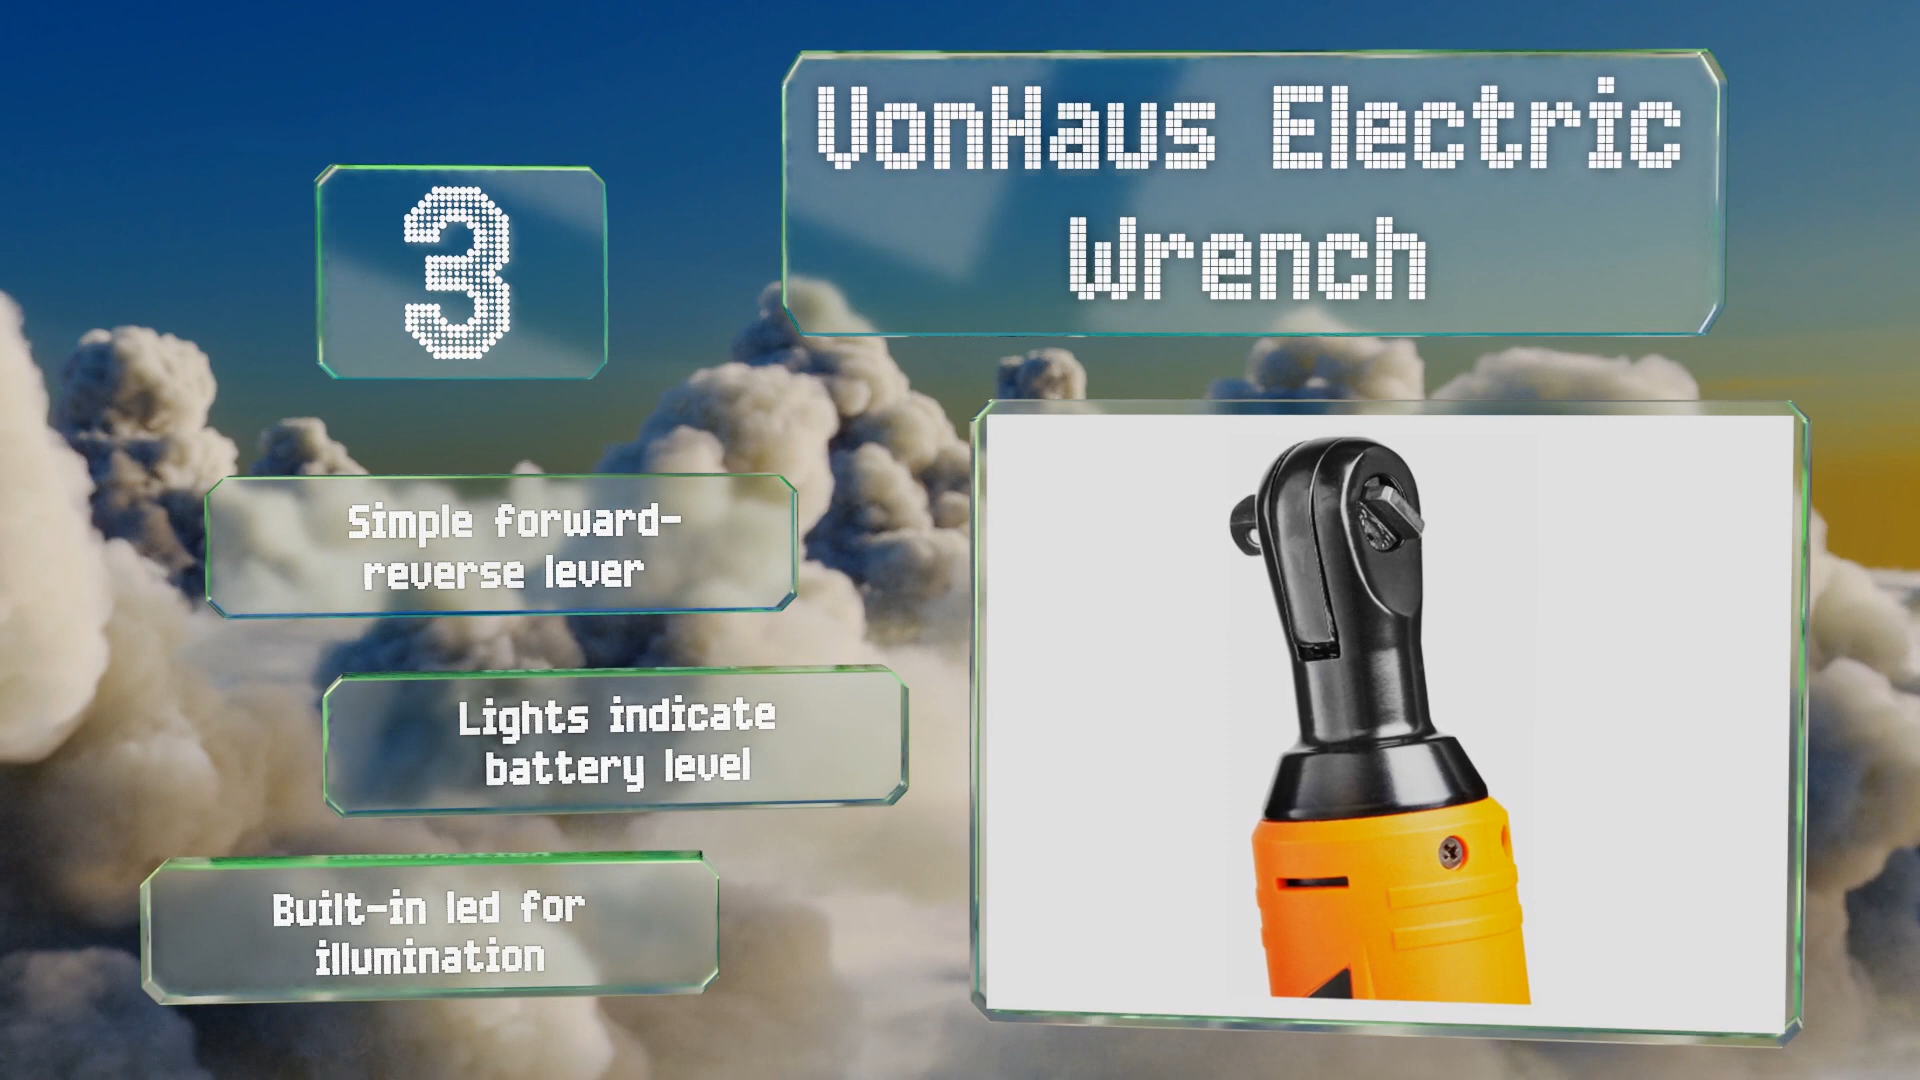 3
VonHaus Electric
Wrench
Simple forward-
reverse lever
Lights indicate
battery level
Built-in led for
illumination